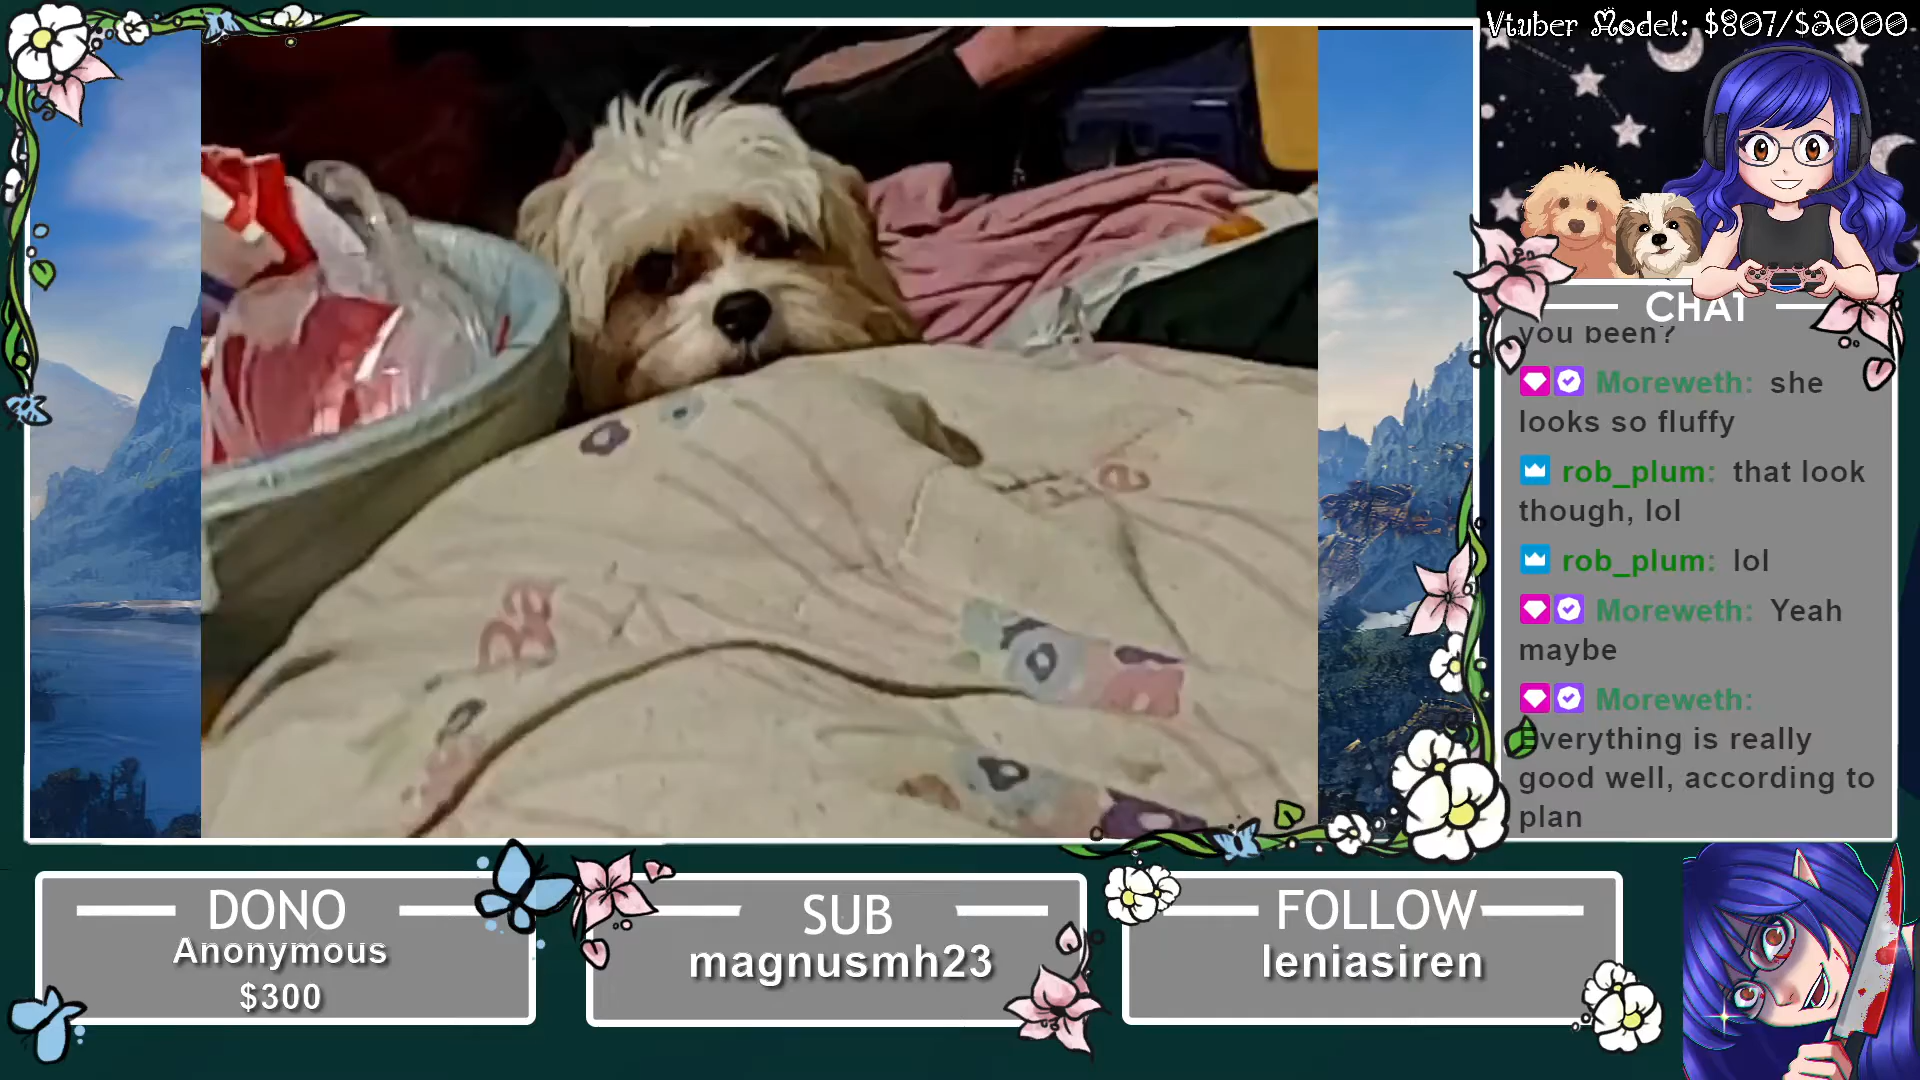 Vtuber Model: $807/$2000
CHAT
you been?
Moreweth: she
looks so fluffy
rob_plum: that look
though, lol
rob_plum: lol
Moreweth: Yeah
maybe
Moreweth:
Everything is really
good well, according to
plan
DONO
Anonymous
$300
SUB
magnusmh23
FOLLOW
leniasiren